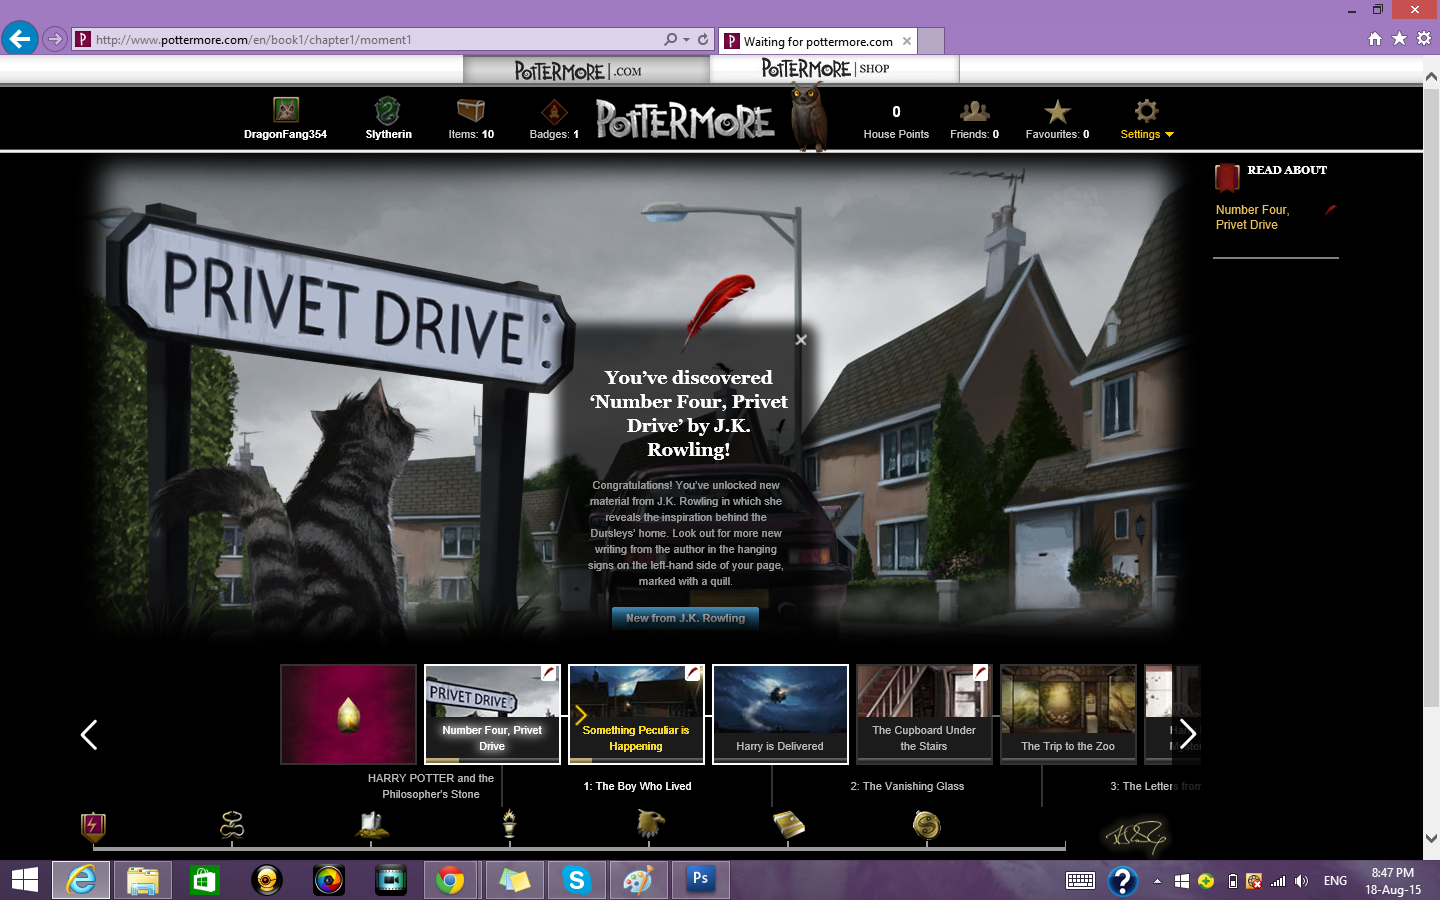 http://www.pottermore.com/en/book1/chapter1/moment1
Waiting for pottermore.com
POTTERMORE .COM
POTTERMORE SHOP
DragonFang354
Slytherin
Items: 10
Badges: 1
POTTERMORE
0
House Points
Friends: 0
Favourites: 0
Settings
READ ABOUT
Number Four,
Privet Drive
PRIVET DRIVE
You’ve discovered
‘Number Four, Privet
Drive’ by J.K.
Rowling!
Congratulations! You’ve unlocked new
material from J.K. Rowling in which she
reveals the inspiration behind the
Dursleys’ home. Look out for more new
writing from the author in the hanging
signs on the left-hand side of your page,
marked with a quill.
New from J.K. Rowling
PRIVET DRIVE
Number Four, Privet
Drive
Something Peculiar is
Happening
Harry is Delivered
The Cupboard Under
the Stairs
The Trip to the Zoo
HARRY POTTER and the
Philosopher's Stone
1: The Boy Who Lived
2: The Vanishing Glass
3: The Letters from
Ps
ENG
8:47 PM
18-Aug-15